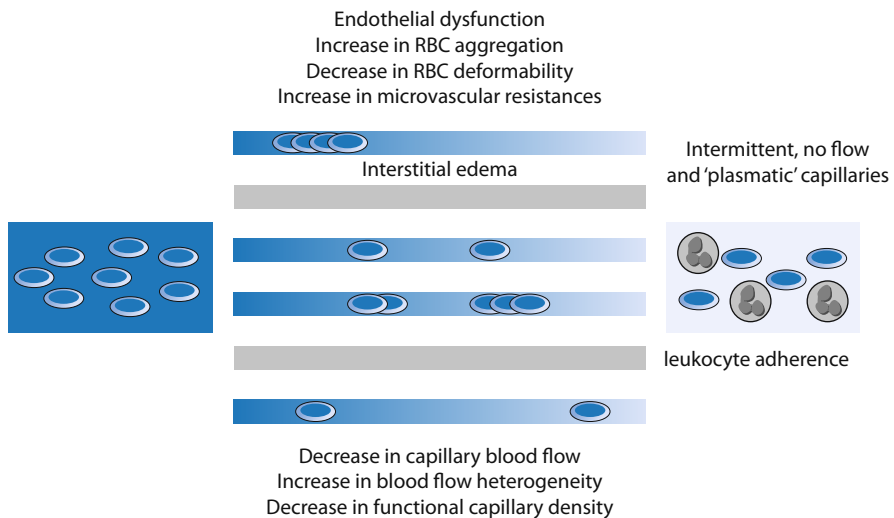 Endothelial dysfunction
Increase in RBC aggregation
Decrease in RBC deformability
Increase in microvascular resistances
Interstitial edema
Intermittent, no flow
and ‘plasmatic’ capillaries
leukocyte adherence
Decrease in capillary blood flow
Increase in blood flow heterogeneity
Decrease in functional capillary density